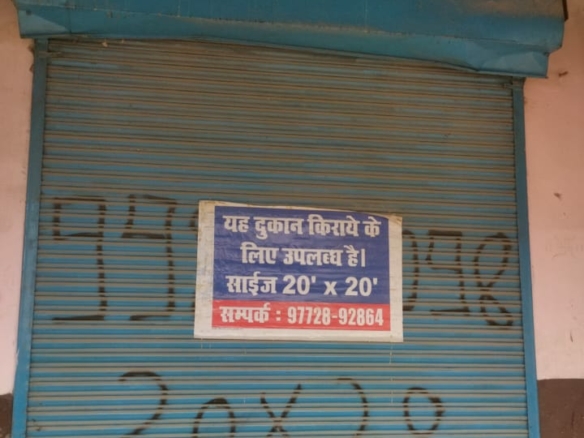 यह दुकान किराये के
लिए उपलब्ध है।
साईज 20' x 20'
सम्पर्क : 97728-92864
20x20